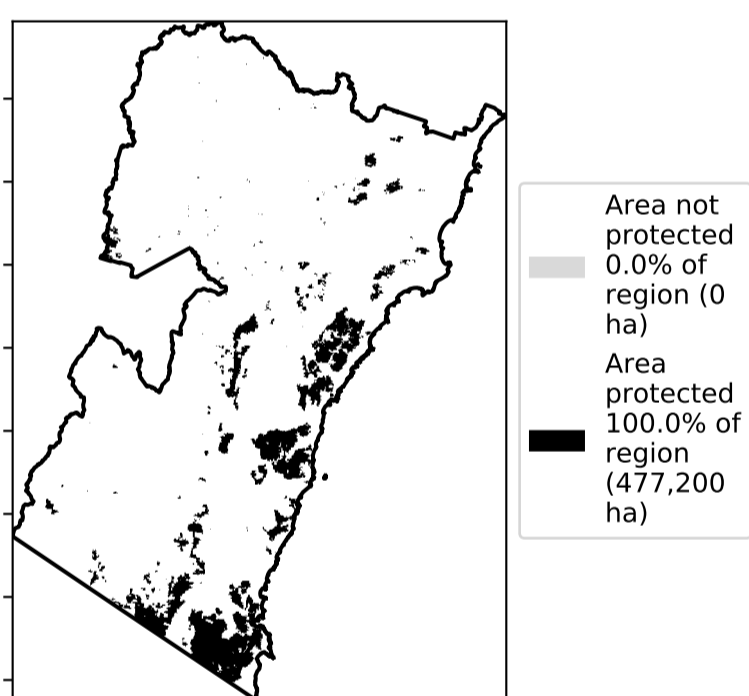 Area not
protected
0.0% of
region (0
ha)
Area
protected
100.0% of
region
(477,200
ha)